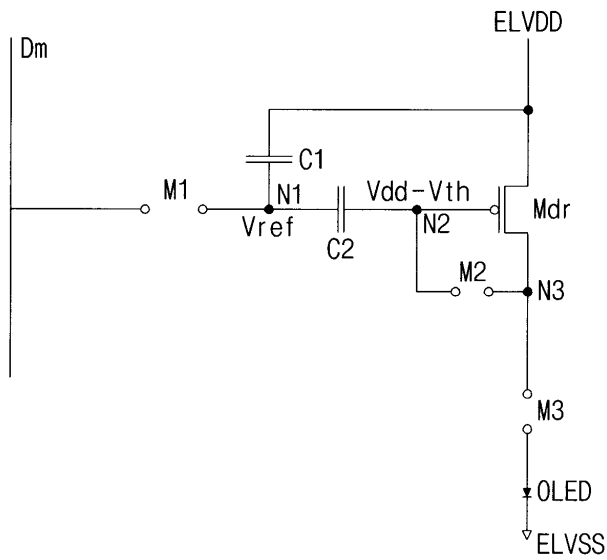 ELVDD
Dm
C1
M1
N1
Vdd-Vth
Mdr
Vref
C2
N2
M2
N3
M3
OLED
ELVSS